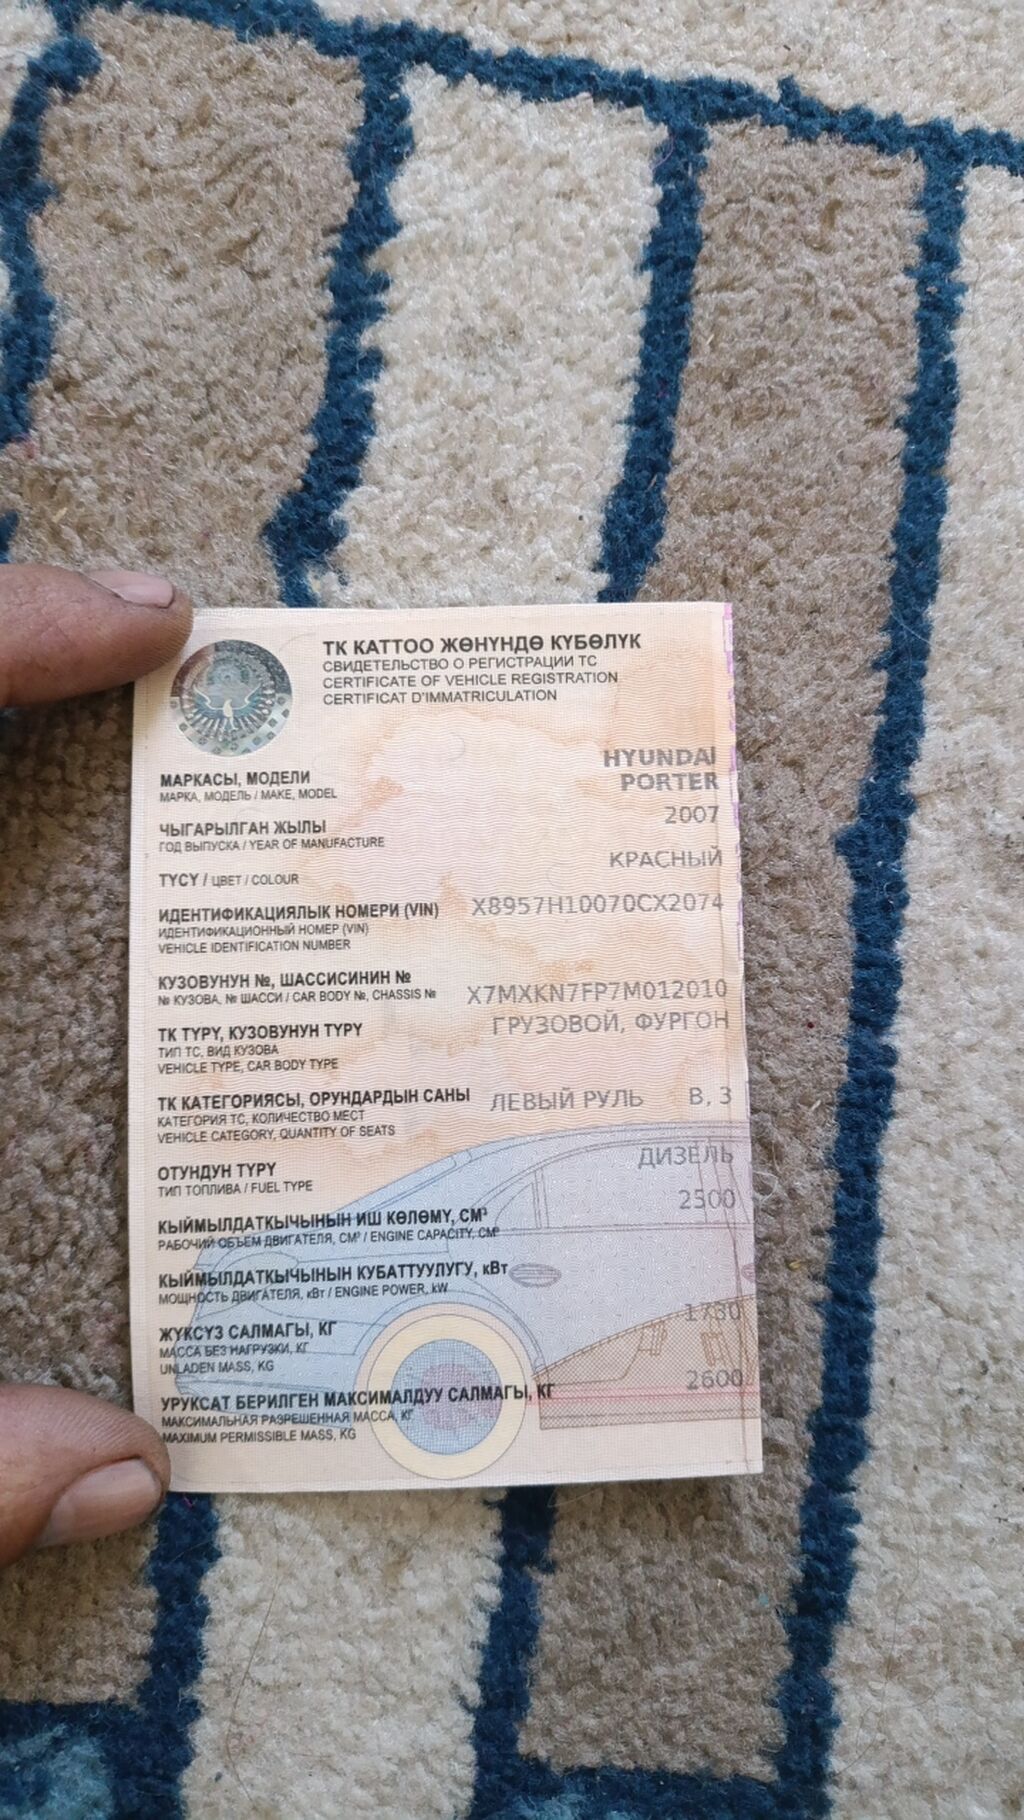 ТК КАТТОО ЖӨНҮНДӨ КҮБӨЛҮК
СВИДЕТЕЛЬСТВО О РЕГИСТРАЦИИ ТС
CERTIFICATE OF VEHICLE REGISTRATION
CERTIFICAT D'IMMATRICULATION
МАРКАСЫ, МОДЕЛИ
МАРКА, МОДЕЛЬ / MAKE, MODEL
HYUNDAI
PORTER
ЧЫГАРЫЛГАН ЖЫЛЫ
ГОД ВЫПУСКА / YEAR OF MANUFACTURE
2007
ТҮСҮ / ЦВЕТ / COLOUR
КРАСНЫЙ
ИДЕНТИФИКАЦИЯЛЫК НОМЕРИ (VIN)
ИДЕНТИФИКАЦИОННЫЙ НОМЕР (VIN)
VEHICLE IDENTIFICATION NUMBER
X8957H10070CX2074
КУЗОВУНУН №, ШАССИСИНИН №
№ КУЗОВА, № ШАССИ / CAR BODY №, CHASSIS №
X7MXKN7FP7M012010
ТК ТҮРҮ, КУЗОВУНУН ТҮРҮ
ТИП ТС, ВИД КУЗОВА
VEHICLE TYPE, CAR BODY TYPE
ГРУЗОВОЙ, ФУРГОН
ТК КАТЕГОРИЯСЫ, ОРУНДАРДЫН САНЫ
КАТЕГОРИЯ ТС, КОЛИЧЕСТВО МЕСТ
VEHICLE CATEGORY, QUANTITY OF SEATS
ЛЕВЫЙ РУЛЬ B, 3
ОТУНДУН ТҮРҮ
ТИП ТОПЛИВА / FUEL TYPE
ДИЗЕЛЬ
КЫЙМЫЛДАТКЫЧЫНЫН ИШ КӨЛӨМҮ, СМ³
РАБОЧИЙ ОБЪЕМ ДВИГАТЕЛЯ, СМ³ / ENGINE CAPACITY, СМ³
2500
КЫЙМЫЛДАТКЫЧЫНЫН КУБАТТУУЛУГУ, кВт
МОЩНОСТЬ ДВИГАТЕЛЯ, кВт / ENGINE POWER, kW
ЖҮКСҮЗ САЛМАГЫ, КГ
МАССА БЕЗ НАГРУЗКИ, КГ
UNLADEN MASS, KG
1730
УРУКСАТ БЕРИЛГЕН МАКСИМАЛДУУ САЛМАГЫ, КГ
МАКСИМАЛЬНАЯ РАЗРЕШЕННАЯ МАССА, КГ
MAXIMUM PERMISSIBLE MASS, KG
2600